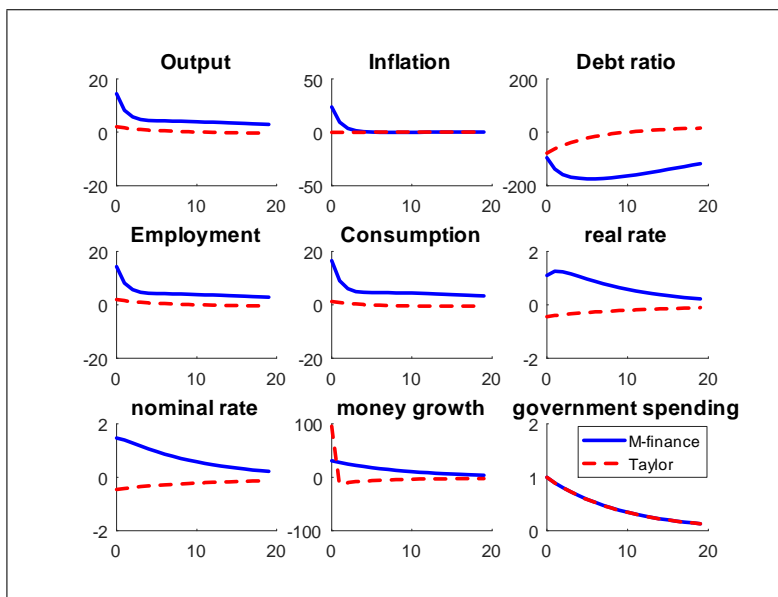 Output
Inflation
Debt ratio
20
0
-20
0 10 20
50
0
-50
0 10 20
200
0
-200
0 10 20
Employment
Consumption
real rate
20
0
-20
0 10 20
20
0
-20
0 10 20
2
0
-2
0 10 20
nominal rate
money growth
government spending
2
0
-2
0 10 20
100
0
-100
0 10 20
2
1
0
0 10 20
M-finance
Taylor